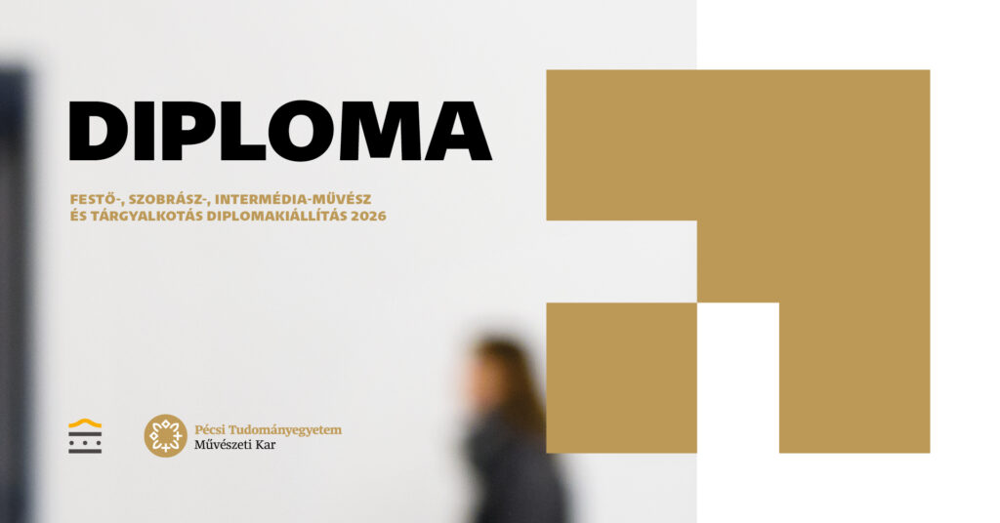 DIPLOMA
FESTŐ-, SZOBRÁSZ-, INTERMÉDIA-MŰVÉSZ
ÉS TÁRGYALKOTÁS DIPLOMAKIÁLLÍTÁS 2026
Pécsi Tudományegyetem
Művészeti Kar